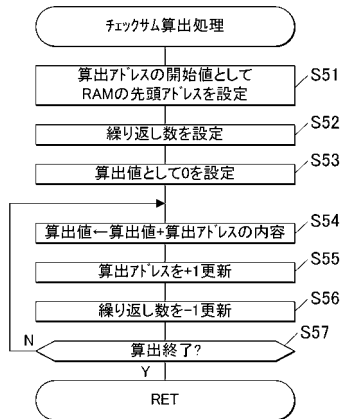 チェックサム算出処理
算出アドレスの開始値として
RAMの先頭アドレスを設定
S51
繰り返し数を設定
S52
算出値として0を設定
S53
算出値←算出値+算出アドレスの内容
S54
算出アドレスを+1更新
S55
繰り返し数を-1更新
S56
算出終了?
S57
N
Y
RET